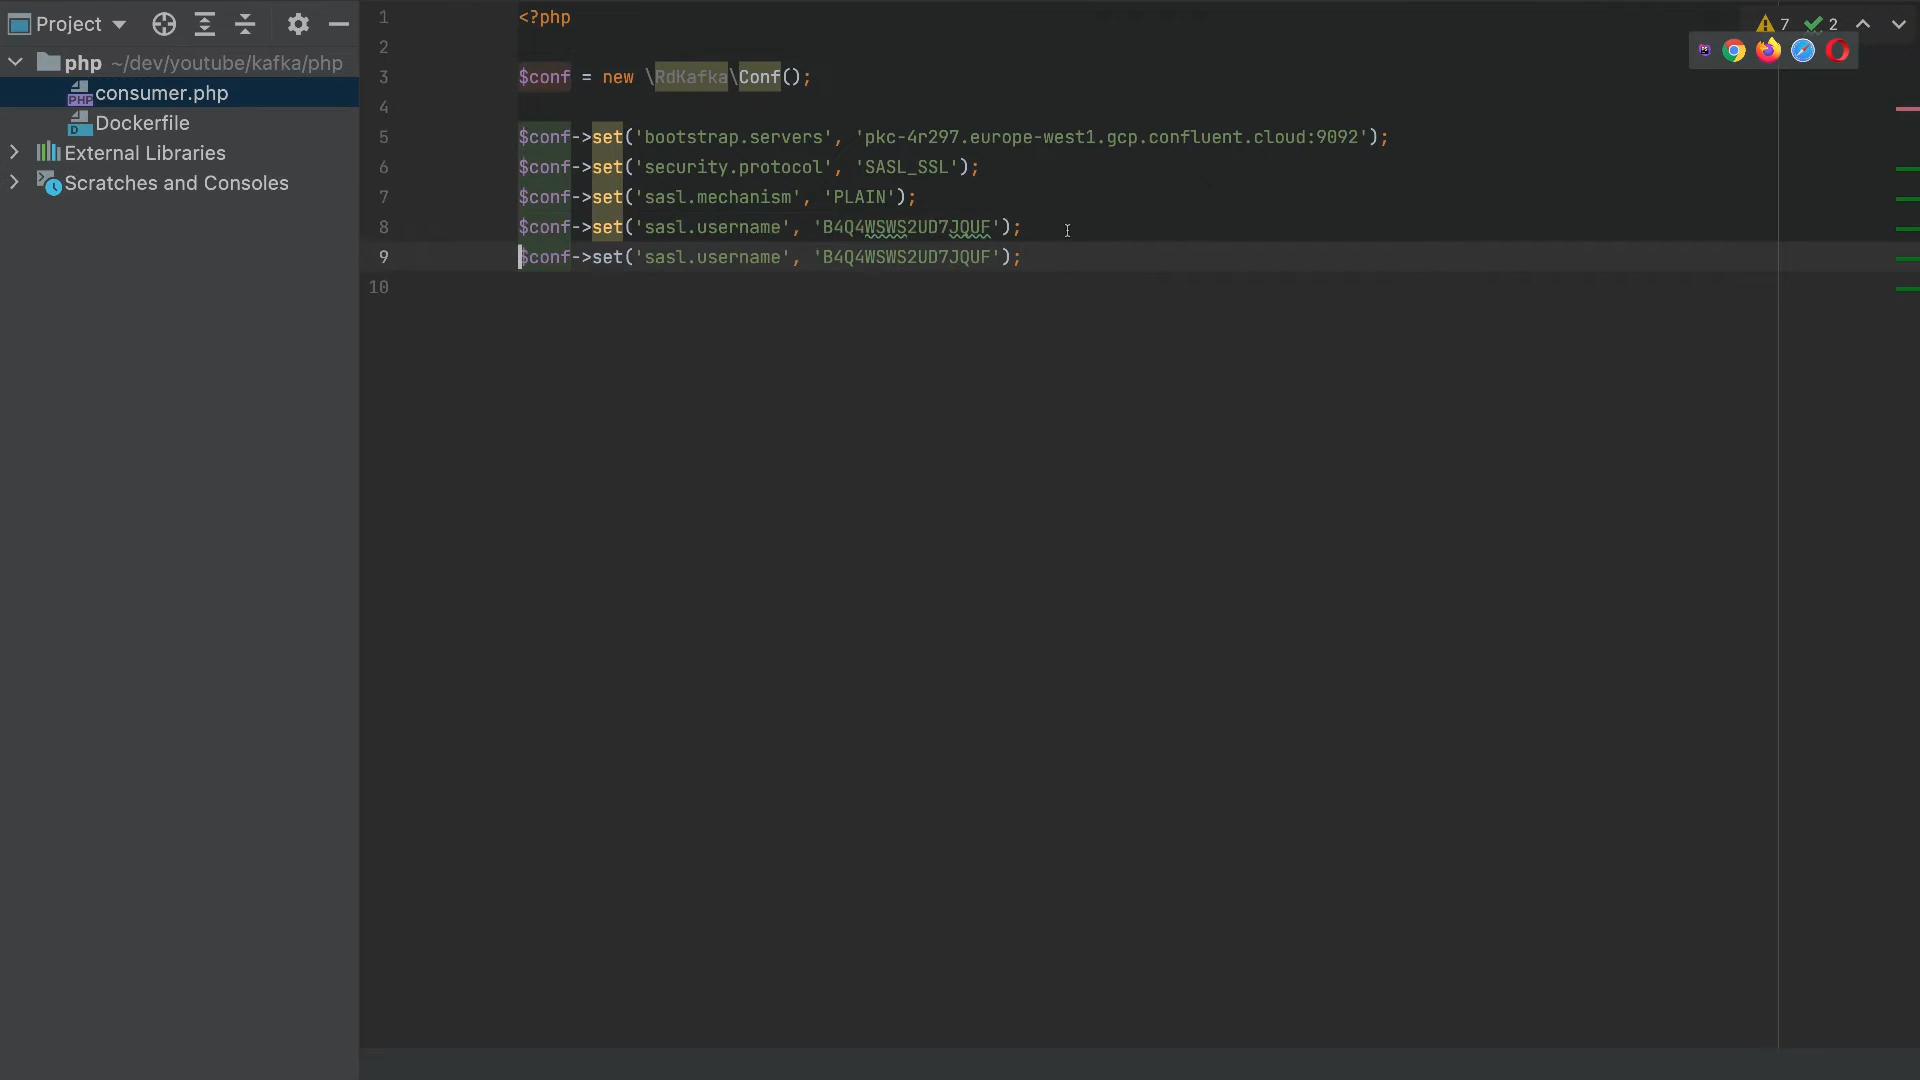 Project
php ~/dev/youtube/kafka/php
consumer.php
Dockerfile
External Libraries
Scratches and Consoles
7 2
1 <?php
2
3 $conf = new \RdKafka\Conf();
4
5 $conf->set('bootstrap.servers', 'pkc-4r297.europe-west1.gcp.confluent.cloud:9092');
6 $conf->set('security.protocol', 'SASL_SSL');
7 $conf->set('sasl.mechanism', 'PLAIN');
8 $conf->set('sasl.username', 'B4Q4WSWS2UD7JQUF');
9 $conf->set('sasl.username', 'B4Q4WSWS2UD7JQUF');
10